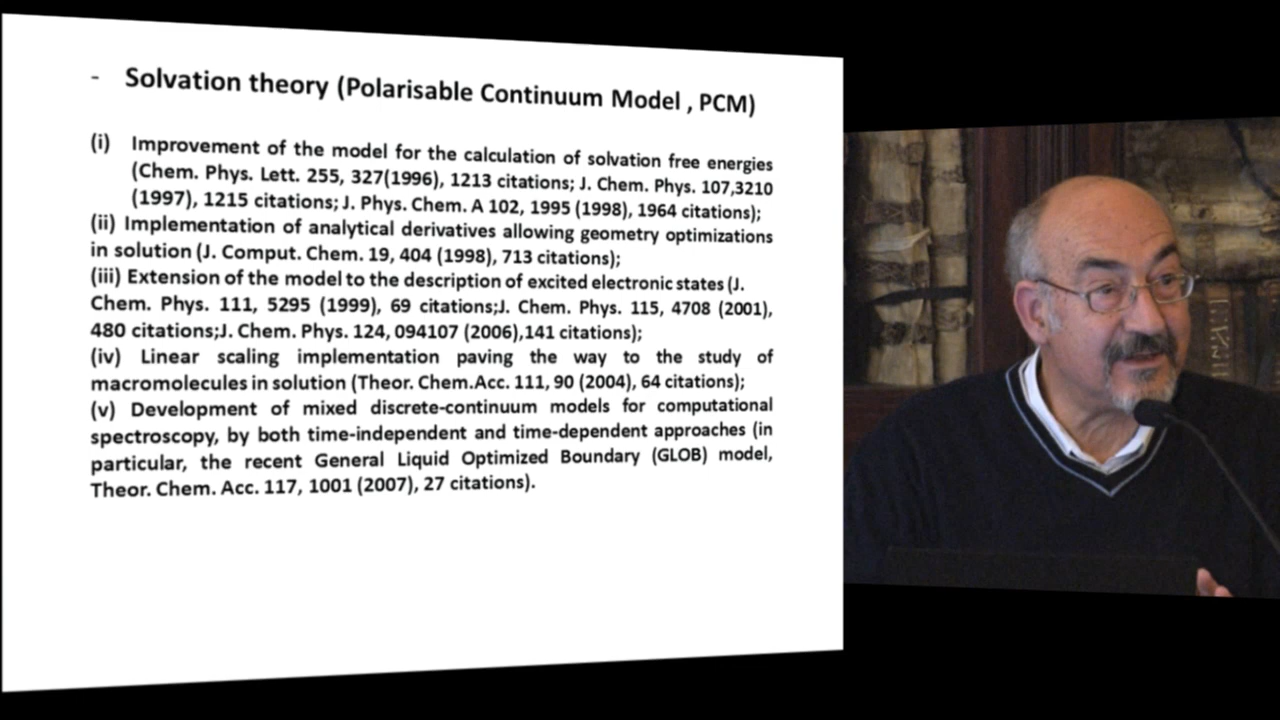 - Solvation theory (Polarisable Continuum Model , PCM)
(i) Improvement of the model for the calculation of solvation free energies
(Chem. Phys. Lett. 255, 327(1996), 1213 citations; J. Chem. Phys. 107,3210
(1997), 1215 citations; J. Phys. Chem. A 102, 1995 (1998), 1964 citations);
(ii) Implementation of analytical derivatives allowing geometry optimizations
in solution (J. Comput. Chem. 19, 404 (1998), 713 citations);
(iii) Extension of the model to the description of excited electronic states (J.
Chem. Phys. 111, 5295 (1999), 69 citations;J. Chem. Phys. 115, 4708 (2001),
480 citations;J. Chem. Phys. 124, 094107 (2006),141 citations);
(iv) Linear scaling implementation paving the way to the study of
macromolecules in solution (Theor. Chem.Acc. 111, 90 (2004), 64 citations);
(v) Development of mixed discrete-continuum models for computational
spectroscopy, by both time-independent and time-dependent approaches (in
particular, the recent General Liquid Optimized Boundary (GLOB) model,
Theor. Chem. Acc. 117, 1001 (2007), 27 citations).